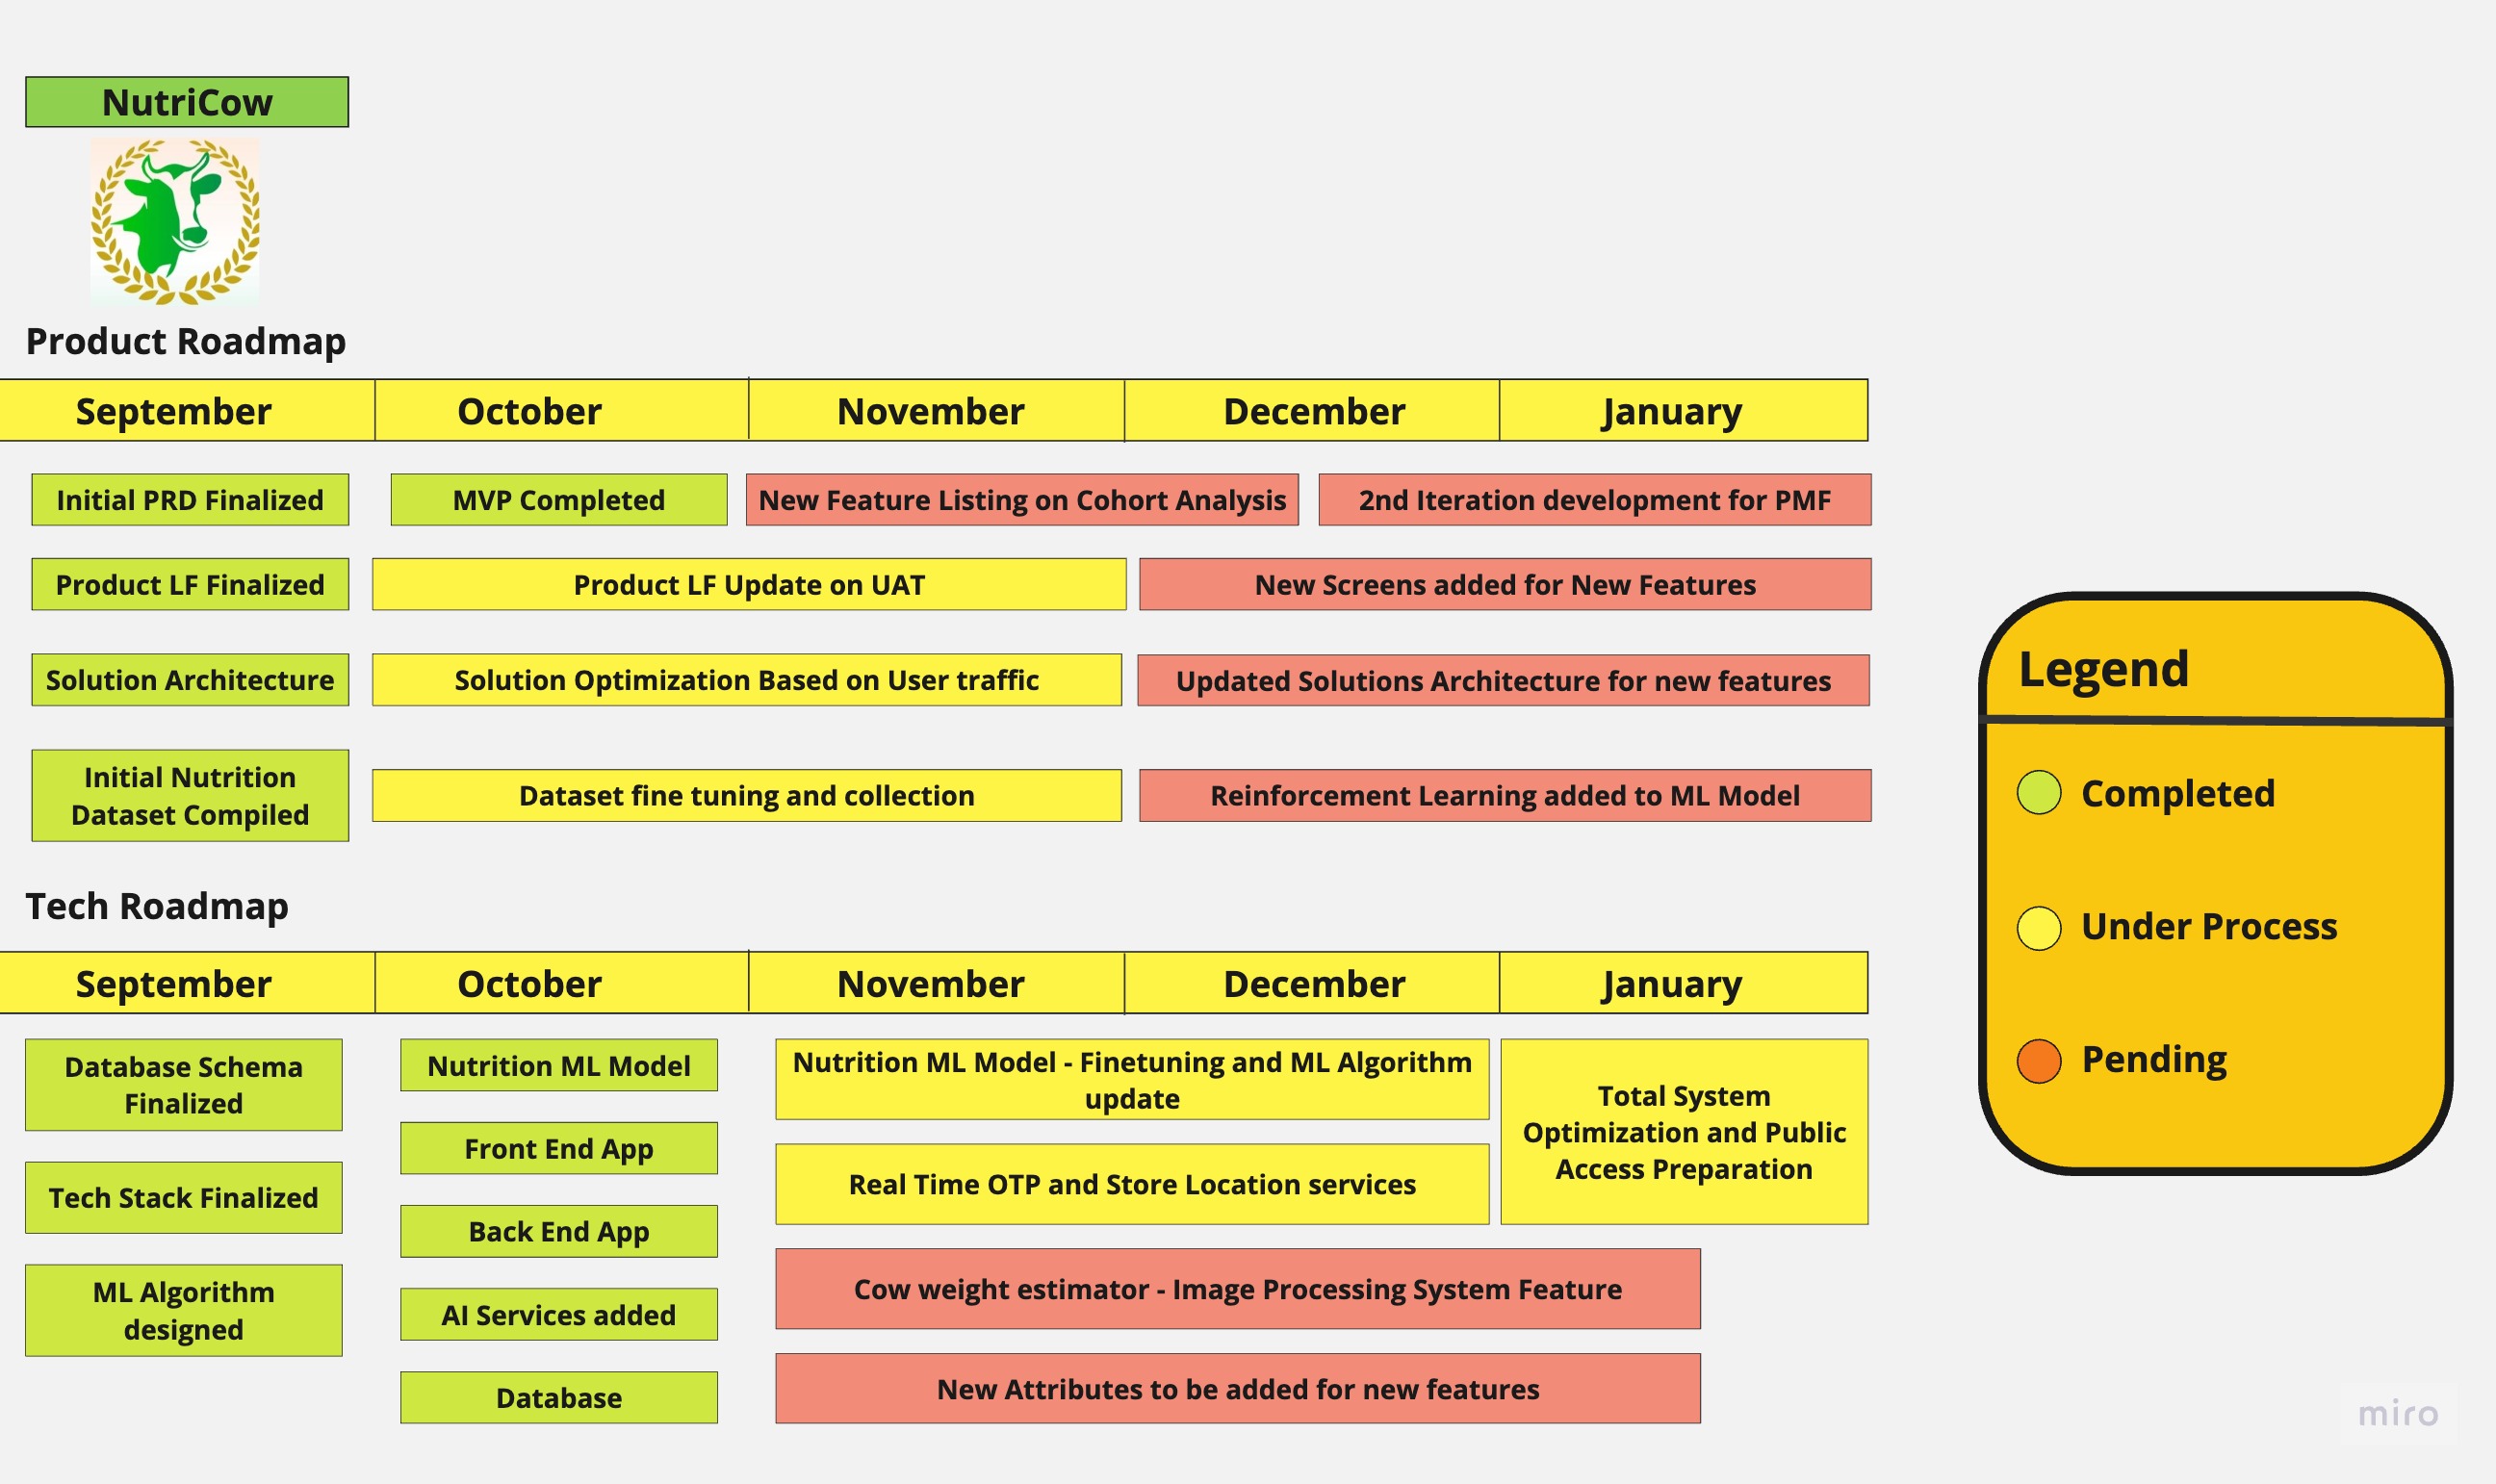 NutriCow
Product Roadmap
September October November December January
Initial PRD Finalized MVP Completed New Feature Listing on Cohort Analysis 2nd Iteration development for PMF
Product LF Finalized Product LF Update on UAT New Screens added for New Features
Solution Architecture Solution Optimization Based on User traffic Updated Solutions Architecture for new features
Initial Nutrition
Dataset Compiled
Dataset fine tuning and collection Reinforcement Learning added to ML Model
Tech Roadmap
September October November December January
Database Schema
Finalized
Tech Stack Finalized
ML Algorithm
designed
Nutrition ML Model
Front End App
Back End App
AI Services added
Database
Nutrition ML Model - Finetuning and ML Algorithm
update
Real Time OTP and Store Location services
Cow weight estimator - Image Processing System Feature
New Attributes to be added for new features
Total System
Optimization and Public
Access Preparation
Legend
Completed
Under Process
Pending
miro